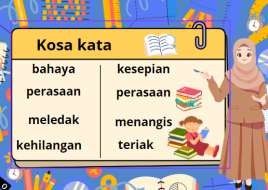 Kosa kata
bahaya kesepian
perasaan perasaan
meledak menangis
kehilangan teriak